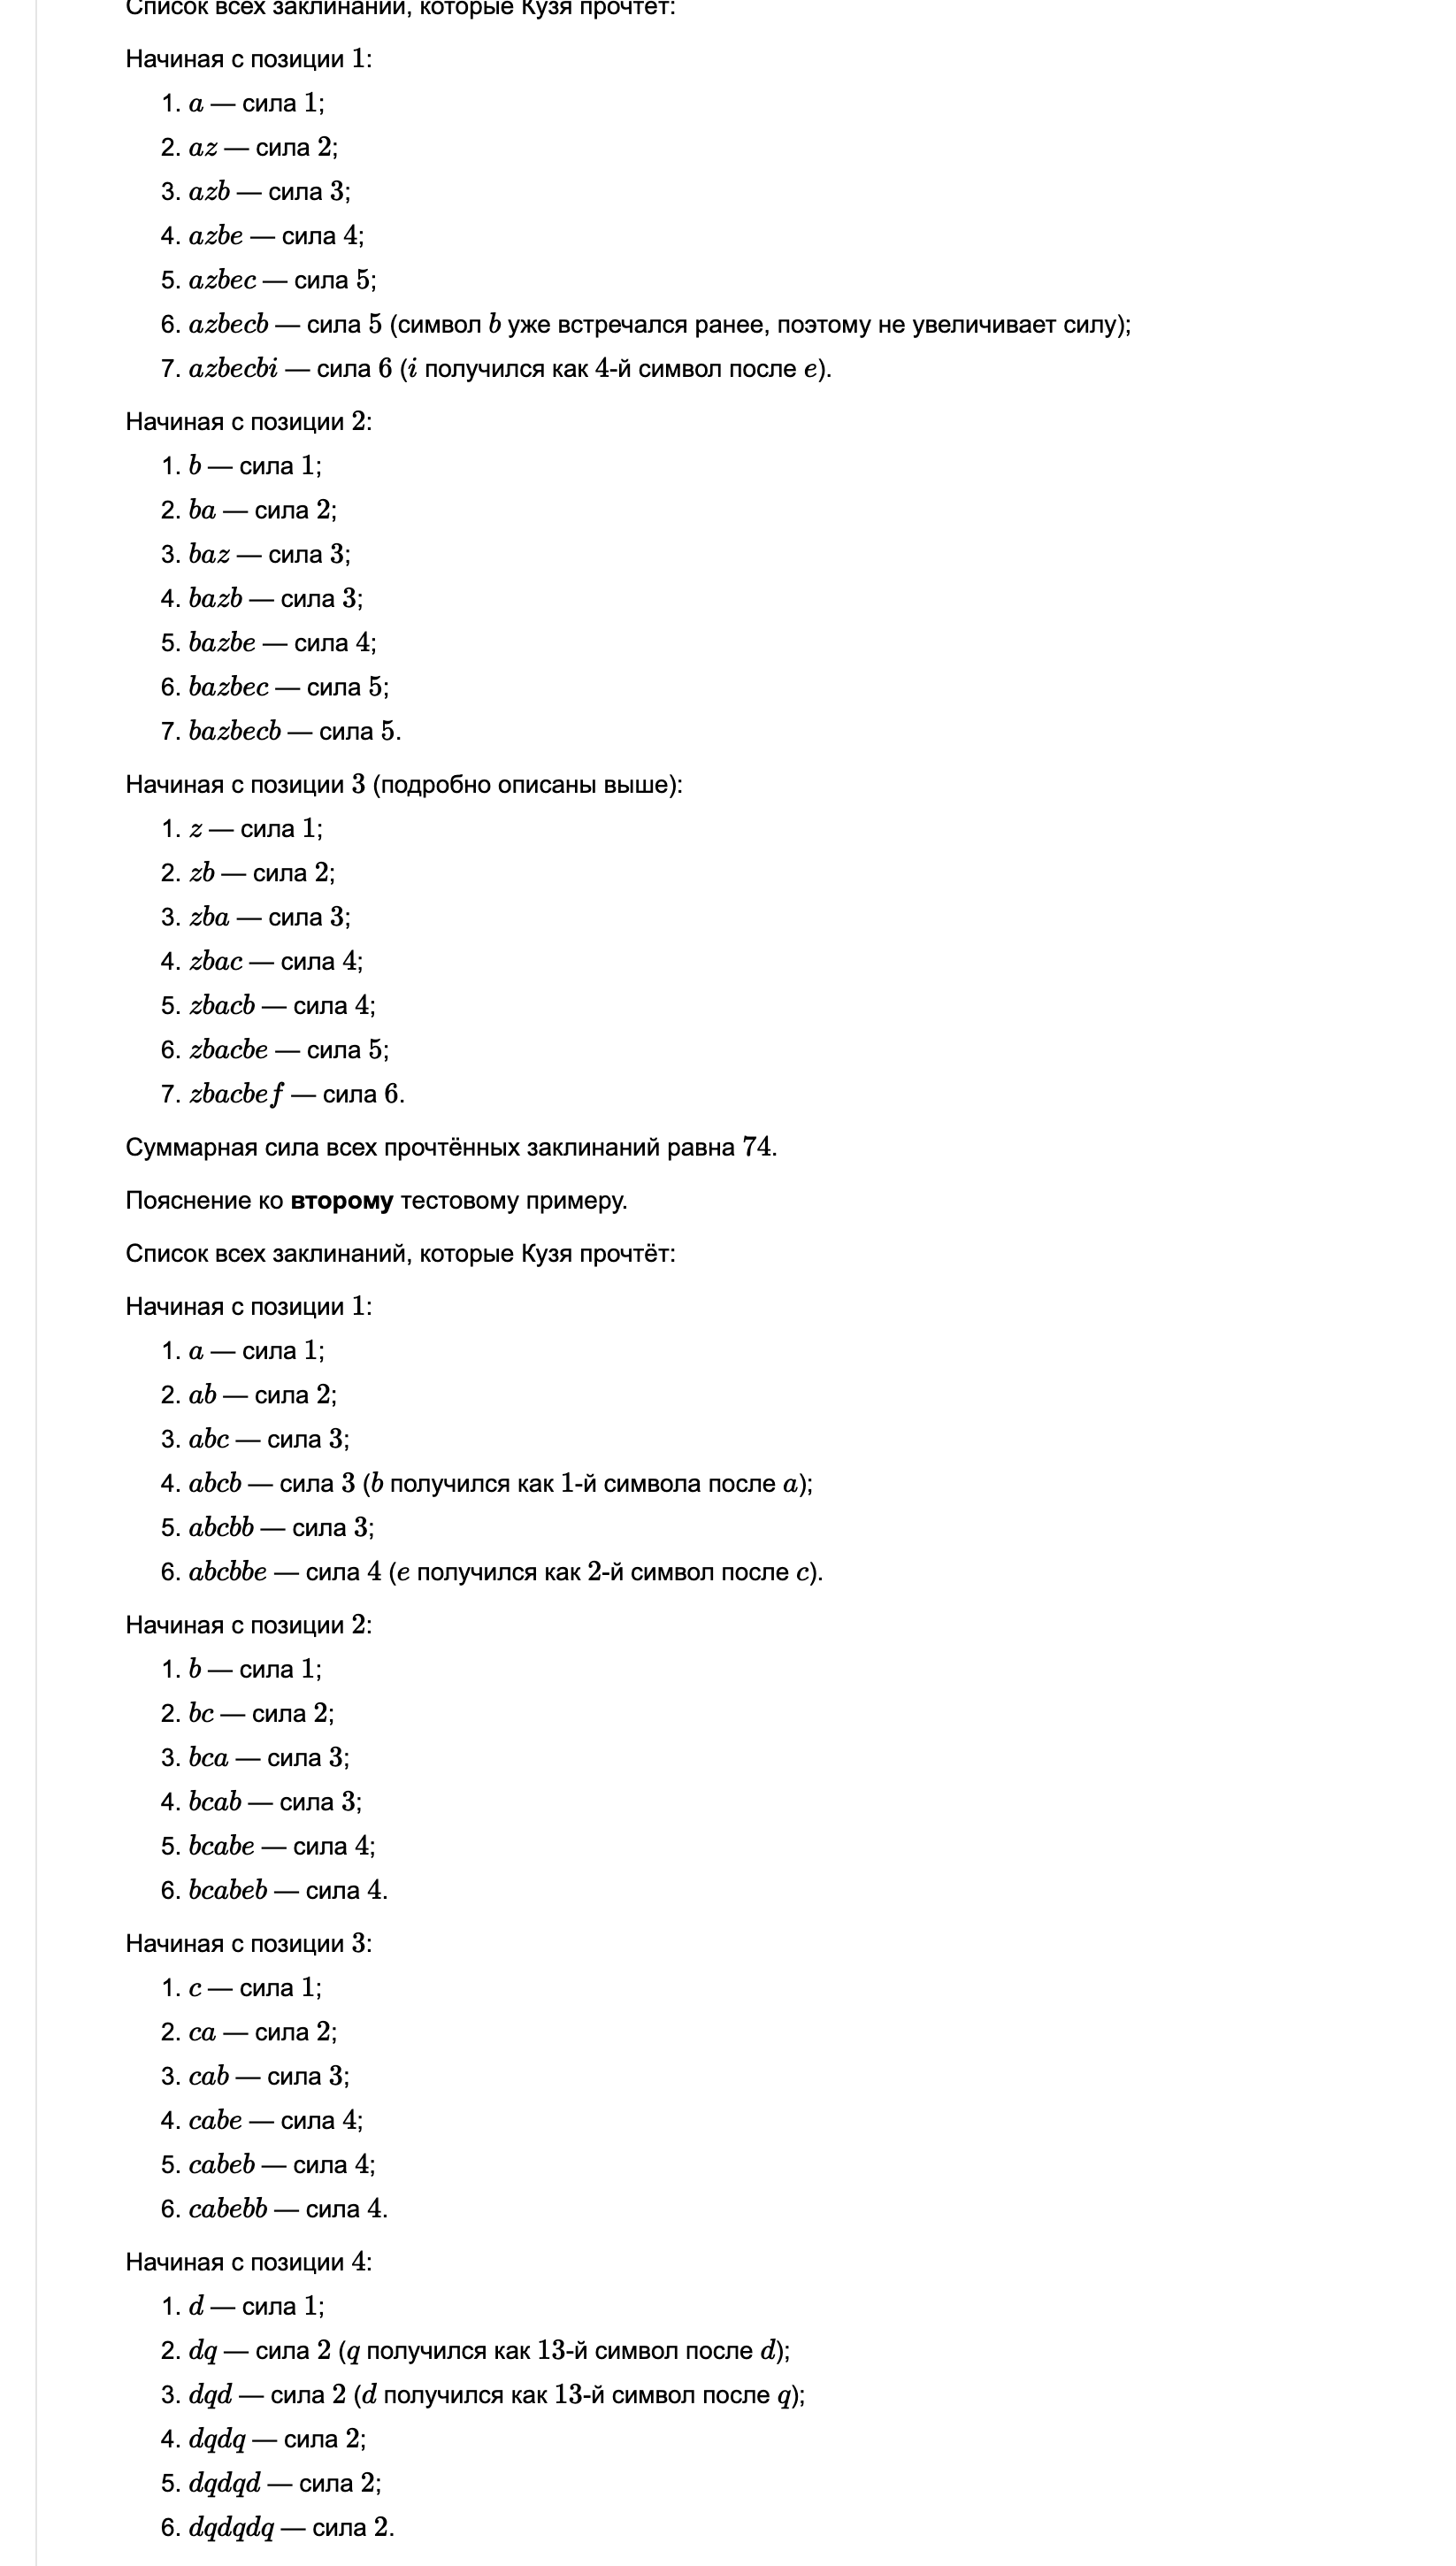 Список всех заклинаний, которые Кузя прочтёт:
Начиная с позиции 1:
1. a — сила 1;
2. az — сила 2;
3. azb — сила 3;
4. azbe — сила 4;
5. azbec — сила 5;
6. azbecb — сила 5 (символ b уже встречался ранее, поэтому не увеличивает силу);
7. azbecbi — сила 6 (i получился как 4-й символ после e).
Начиная с позиции 2:
1. b — сила 1;
2. ba — сила 2;
3. baz — сила 3;
4. bazb — сила 3;
5. bazbe — сила 4;
6. bazbec — сила 5;
7. bazbecb — сила 5.
Начиная с позиции 3 (подробно описаны выше):
1. z — сила 1;
2. zb — сила 2;
3. zba — сила 3;
4. zbac — сила 4;
5. zbacb — сила 4;
6. zbacbe — сила 5;
7. zbacbef — сила 6.
Суммарная сила всех прочтённых заклинаний равна 74.
Пояснение ко второму тестовому примеру.
Список всех заклинаний, которые Кузя прочтёт:
Начиная с позиции 1:
1. a — сила 1;
2. ab — сила 2;
3. abc — сила 3;
4. abcb — сила 3 (b получился как 1-й символа после a);
5. abcbb — сила 3;
6. abcbbe — сила 4 (e получился как 2-й символ после c).
Начиная с позиции 2:
1. b — сила 1;
2. bc — сила 2;
3. bca — сила 3;
4. bcab — сила 3;
5. bcabe — сила 4;
6. bcabeb — сила 4.
Начиная с позиции 3:
1. c — сила 1;
2. ca — сила 2;
3. cab — сила 3;
4. cabe — сила 4;
5. cabeb — сила 4;
6. cabebb — сила 4.
Начиная с позиции 4:
1. d — сила 1;
2. dq — сила 2 (q получился как 13-й символ после d);
3. dqd — сила 2 (d получился как 13-й символ после q);
4. dqdq — сила 2;
5. dqdqd — сила 2;
6. dqdqdq — сила 2.